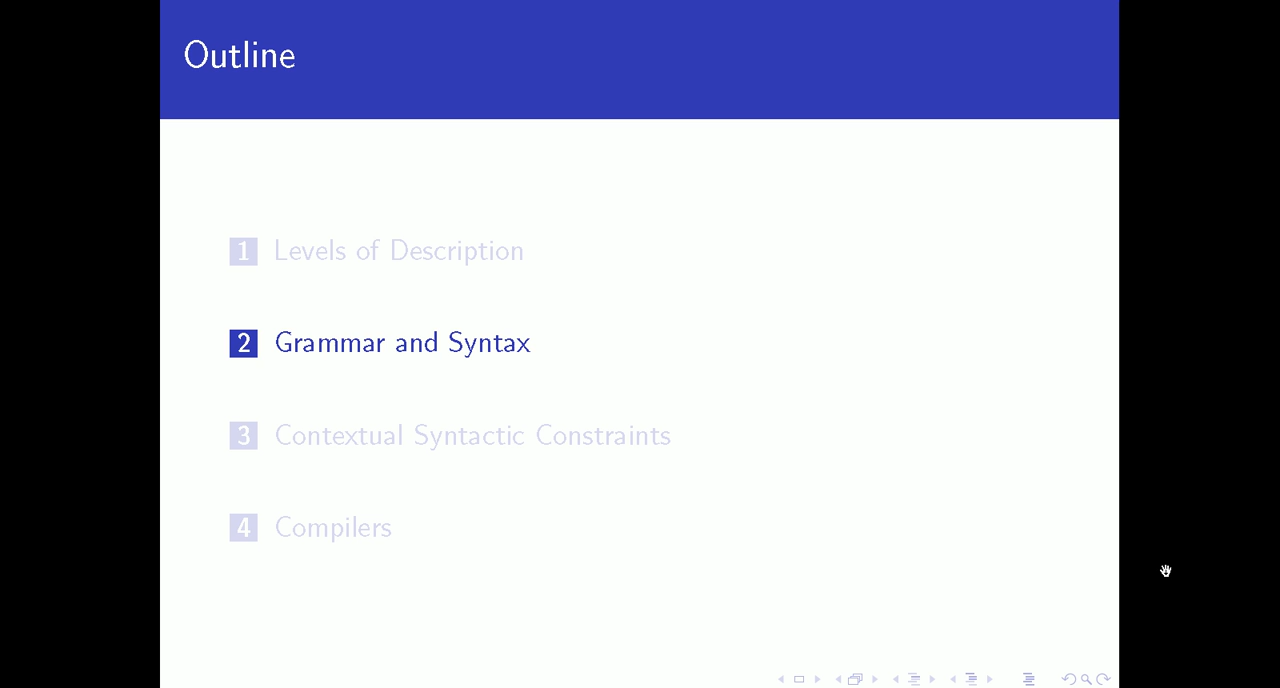 Outline
1 Levels of Description
2 Grammar and Syntax
3 Contextual Syntactic Constraints
4 Compilers